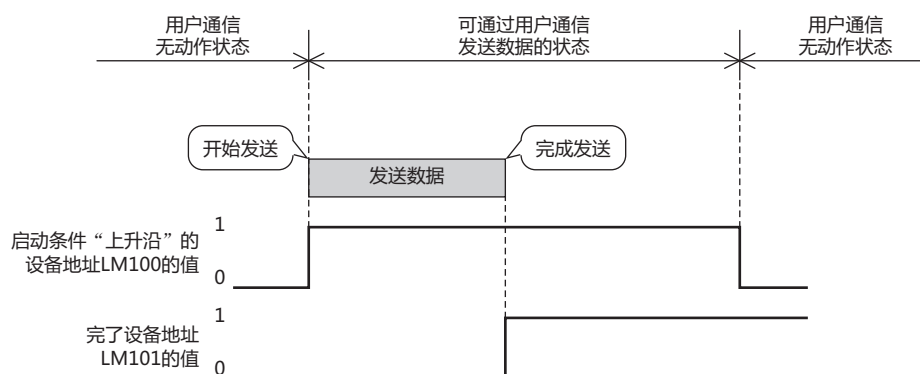 用户通信
无动作状态
可通过用户通信
发送数据的状态
用户通信
无动作状态
开始发送
完成发送
发送数据
启动条件“上升沿”的
设备地址LM100的值
1
0
完了设备地址
LM101的值
1
0